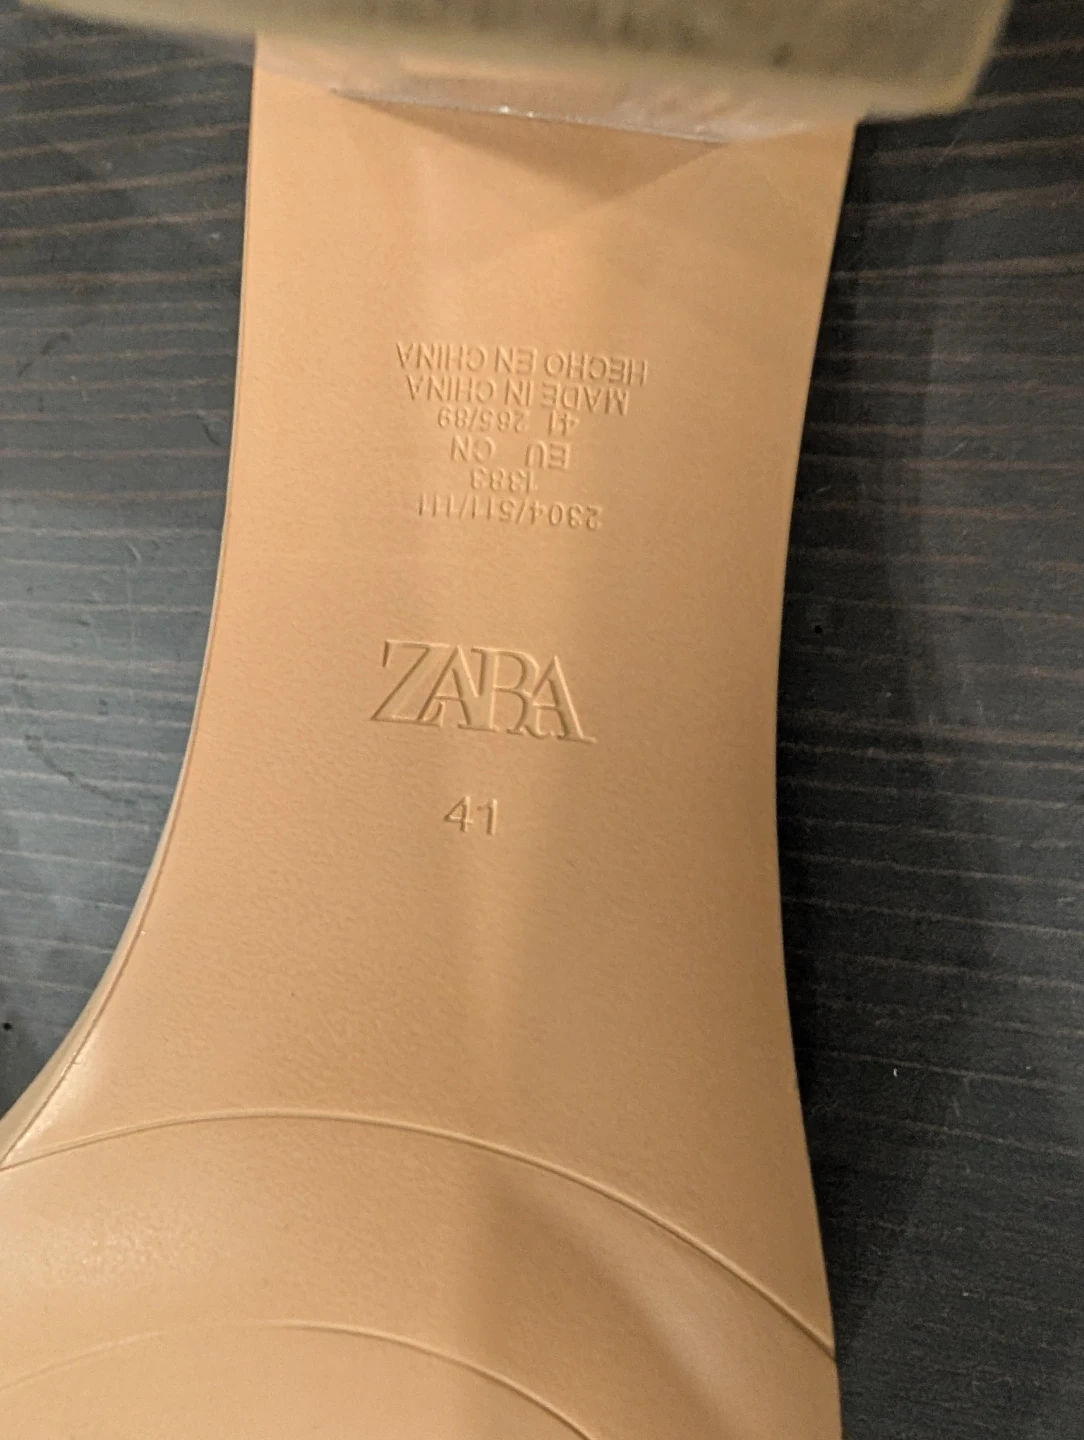 ZARA
41
2304/511/111
1383
EU CN
41 265/89
MADE IN CHINA
HECHO EN CHINA